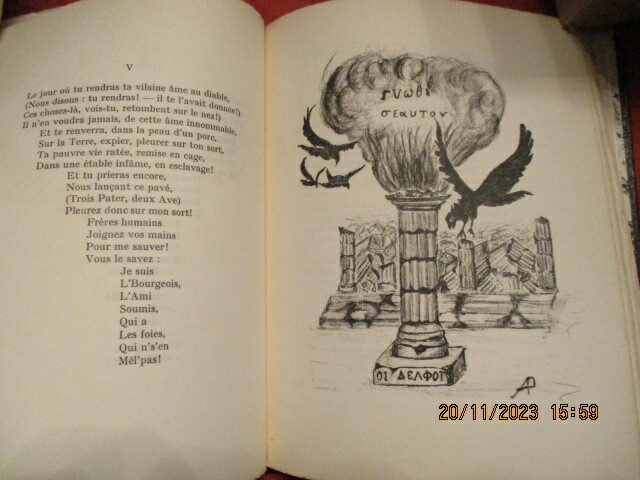 V
Le jour où tu rendras ta vilaine âme au diable,
(Nous disons : tu rendras! — il te l'avait donnée!)
Ces choses-là, vois-tu, retombent sur le nez!)
Il n'en voudra jamais, de cette âme innommable,
Et te renverra, dans la peau d'un porc,
Sur la Terre, expier, pleurer sur ton sort,
Ta pauvre vie ratée, remise en cage,
Dans une étable infâme, en esclavage!
Et tu prieras encore,
Nous lançant ce pavé,
(Trois Pater, deux Ave)
Pleurez donc sur mon sort!
Frères humains
Joignez vos mains
Pour me sauver!
Vous le savez :
Je suis
L'Bourgeois,
L'Ami
Soumis,
Qui a
Les foies,
Qui n's'en
Mêl'pas!
γνωθι
σεαυτον
ΟΙ ΔΕΛΦΟΙ
AD
20/11/2023 15:59